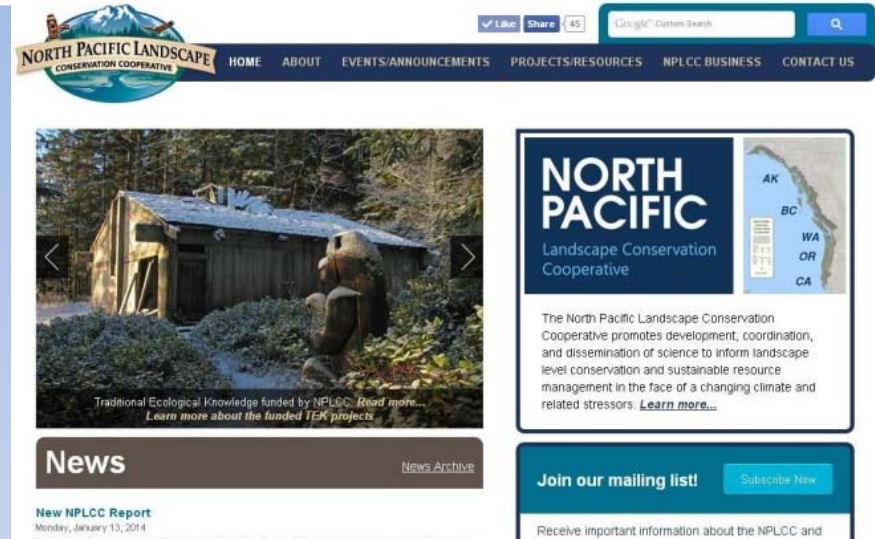 Like Share 45
Google™ Custom Search
NORTH PACIFIC LANDSCAPE
CONSERVATION COOPERATIVE
HOME ABOUT EVENTS/ANNOUNCEMENTS PROJECTS/RESOURCES NPLCC BUSINESS CONTACT US
Traditional Ecological Knowledge funded by NPLCC. Read more...
Learn more about the funded TEK projects
News
News Archive
New NPLCC Report
Monday, January 13, 2014
NORTH
PACIFIC
Landscape Conservation
Cooperative
AK
BC
WA
OR
CA
The North Pacific Landscape Conservation
Cooperative promotes development, coordination,
and dissemination of science to inform landscape
level conservation and sustainable resource
management in the face of a changing climate and
related stressors. Learn more...
Join our mailing list!
Subscribe Now
Receive important information about the NPLCC and